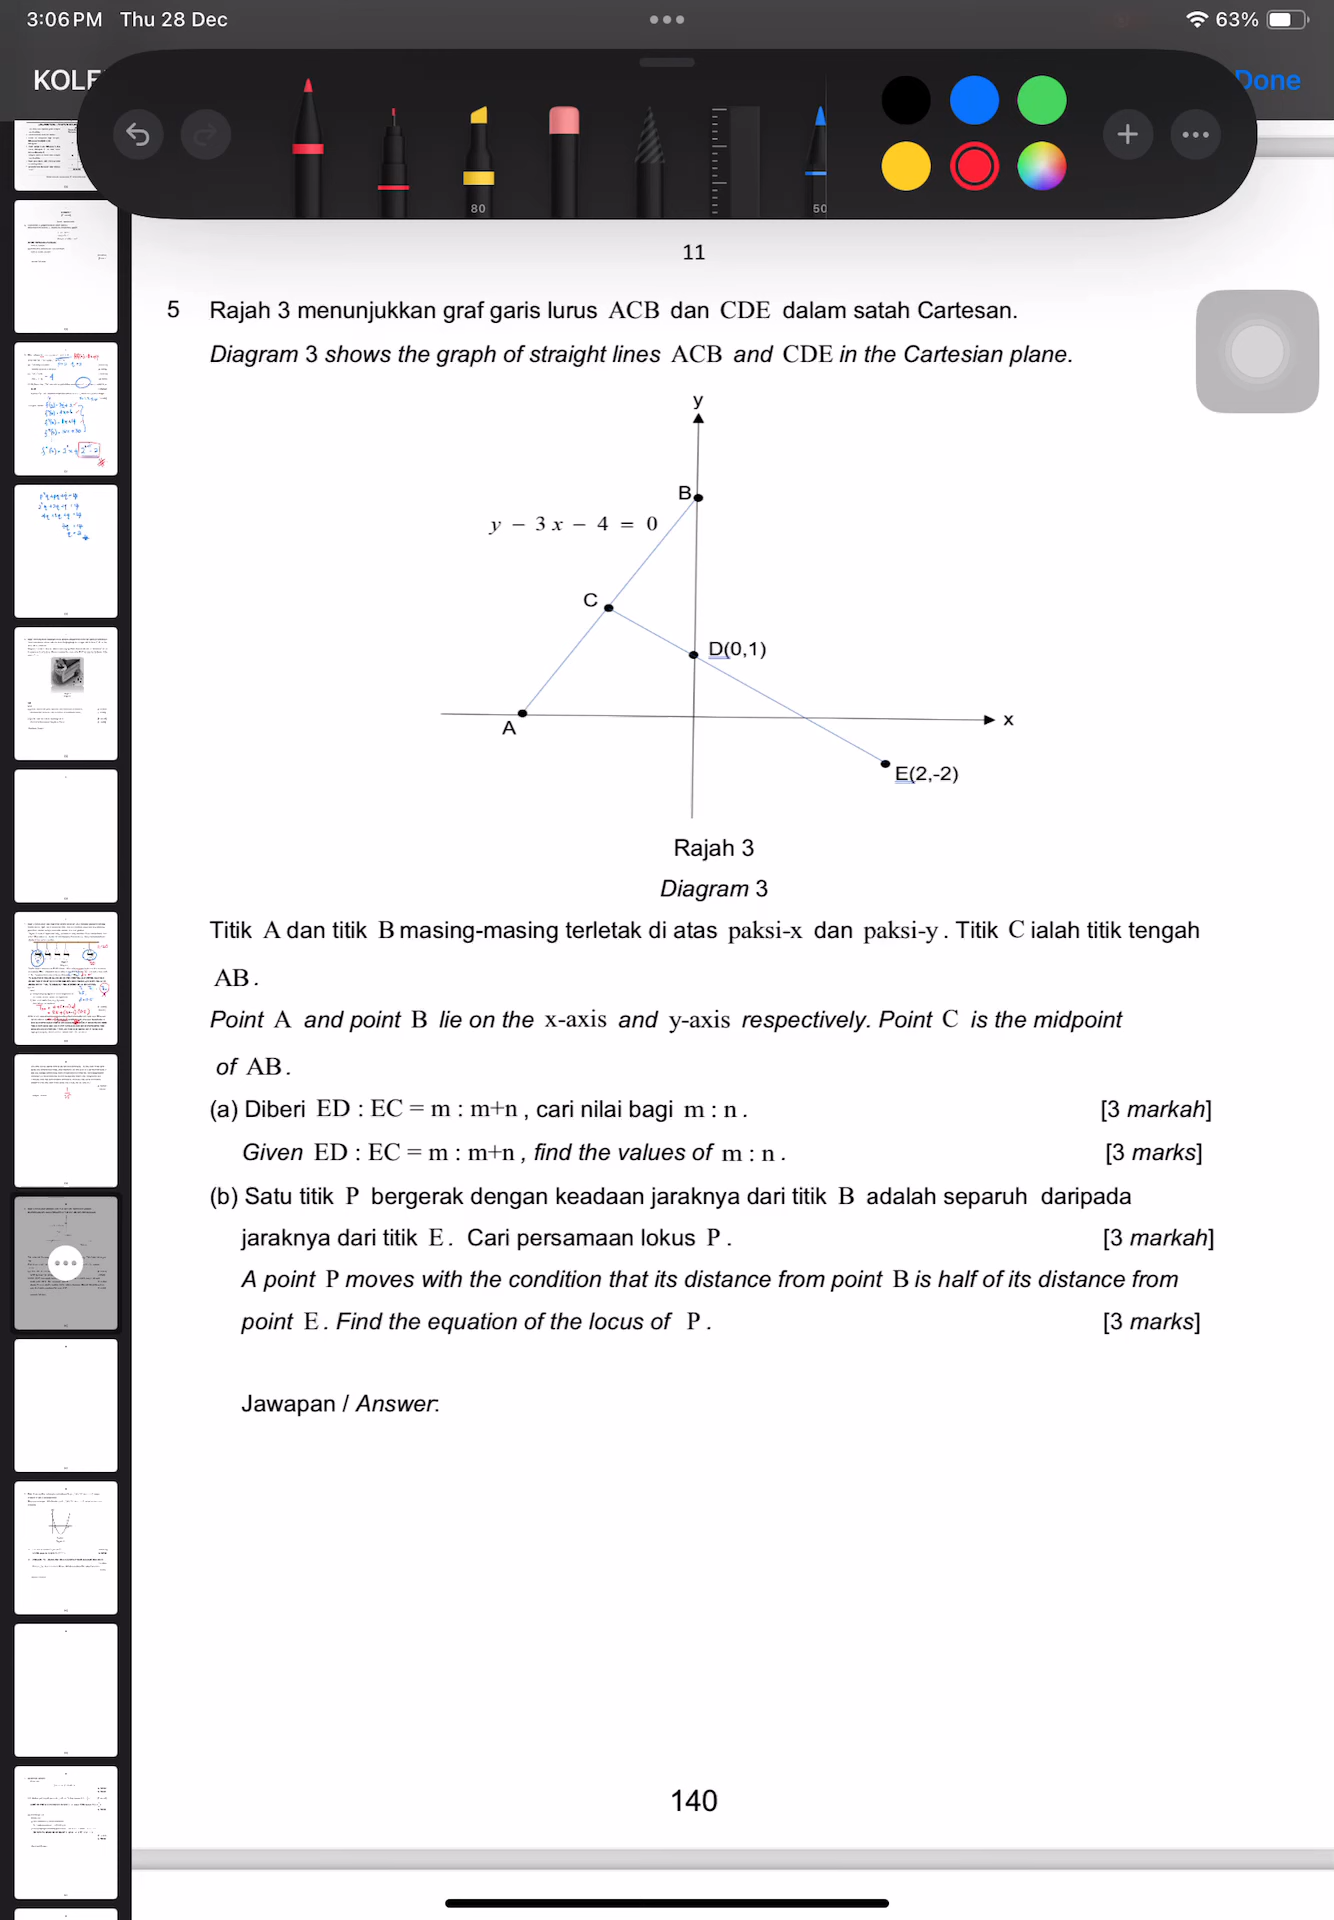 3:06 PM Thu 28 Dec
63%
KOLE
Done
80
50
11
5 Rajah 3 menunjukkan graf garis lurus ACB dan CDE dalam satah Cartesan.
Diagram 3 shows the graph of straight lines ACB and CDE in the Cartesian plane.
y
B
y − 3x − 4 = 0
C
D(0,1)
A
x
E(2,-2)
Rajah 3
Diagram 3
Titik A dan titik B masing-masing terletak di atas paksi-x dan paksi-y. Titik C ialah titik tengah
AB.
Point A and point B lie on the x-axis and y-axis respectively. Point C is the midpoint
of AB.
(a) Diberi ED : EC = m : m+n, cari nilai bagi m : n. [3 markah]
Given ED : EC = m : m+n, find the values of m : n. [3 marks]
(b) Satu titik P bergerak dengan keadaan jaraknya dari titik B adalah separuh daripada
jaraknya dari titik E. Cari persamaan lokus P. [3 markah]
A point P moves with the condition that its distance from point B is half of its distance from
point E. Find the equation of the locus of P. [3 marks]
Jawapan / Answer:
140